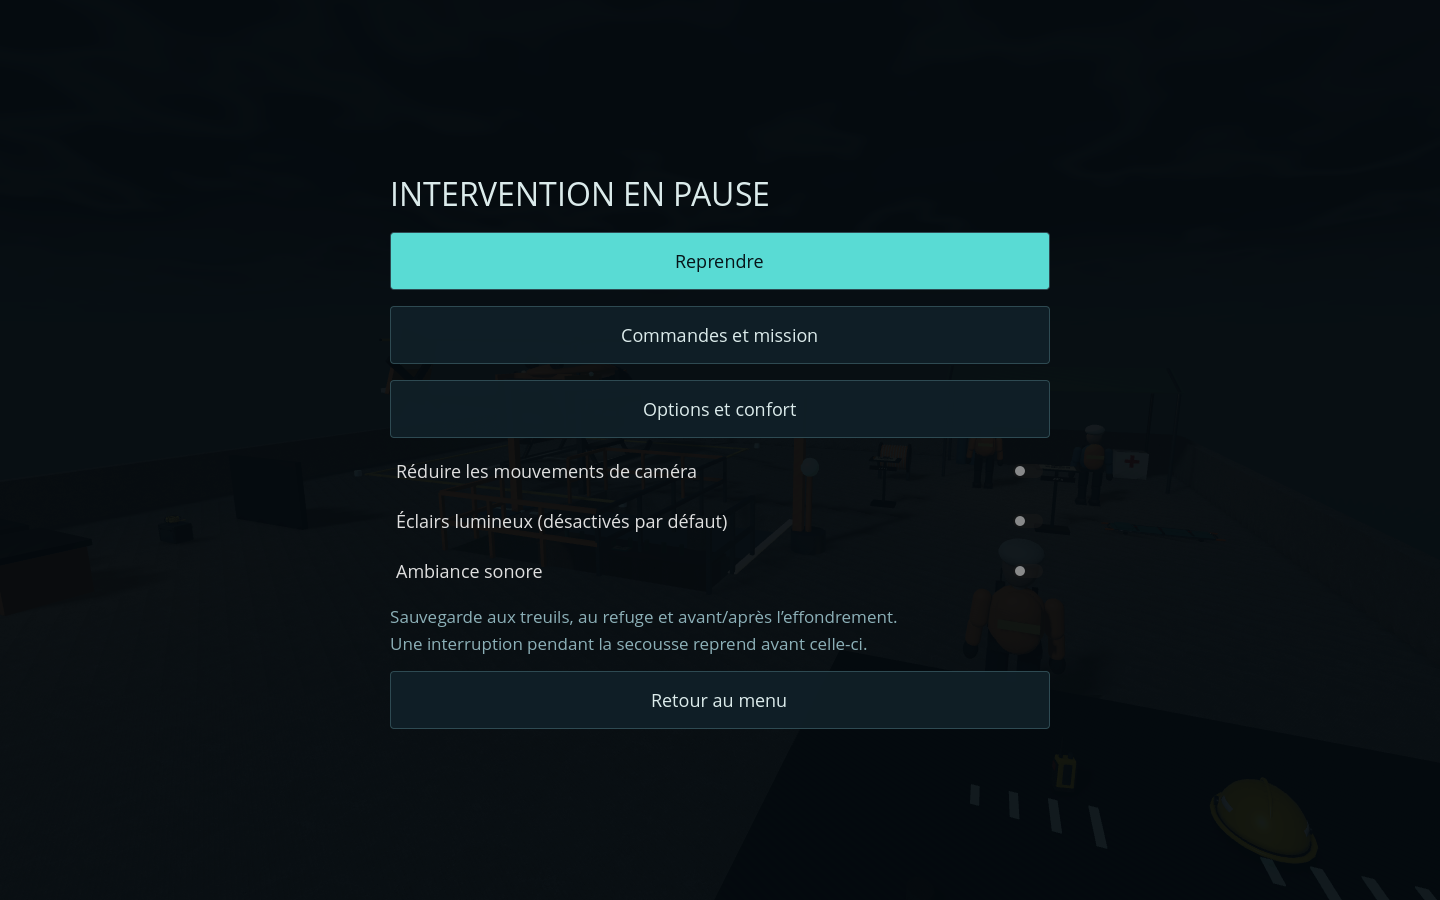 INTERVENTION EN PAUSE
Reprendre
Commandes et mission
Options et confort
Réduire les mouvements de caméra
Éclairs lumineux (désactivés par défaut)
Ambiance sonore
Sauvegarde aux treuils, au refuge et avant/après l’effondrement.
Une interruption pendant la secousse reprend avant celle-ci.
Retour au menu